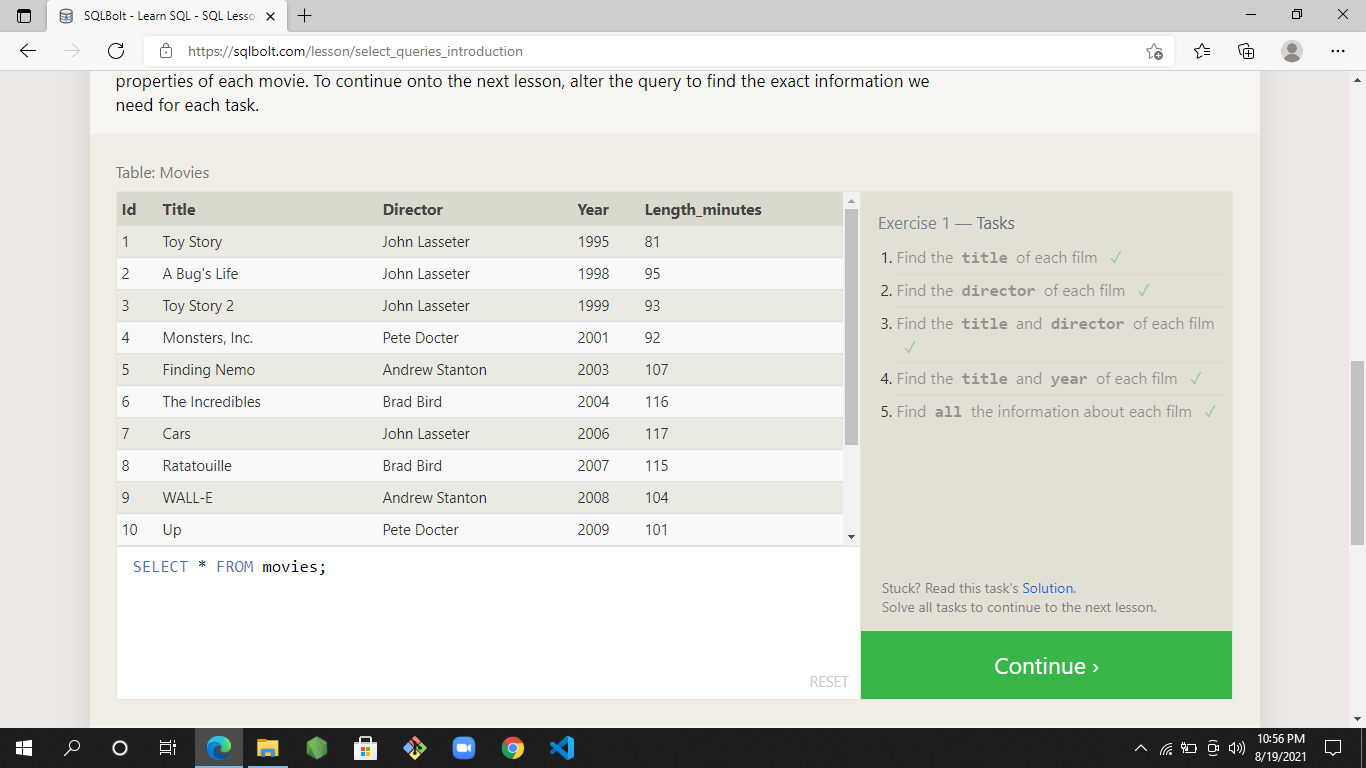 SQLBolt - Learn SQL - SQL Lesso
https://sqlbolt.com/lesson/select_queries_introduction
properties of each movie. To continue onto the next lesson, alter the query to find the exact information we
need for each task.
Table: Movies
Id Title Director Year Length_minutes
1 Toy Story John Lasseter 1995 81
2 A Bug's Life John Lasseter 1998 95
3 Toy Story 2 John Lasseter 1999 93
4 Monsters, Inc. Pete Docter 2001 92
5 Finding Nemo Andrew Stanton 2003 107
6 The Incredibles Brad Bird 2004 116
7 Cars John Lasseter 2006 117
8 Ratatouille Brad Bird 2007 115
9 WALL-E Andrew Stanton 2008 104
10 Up Pete Docter 2009 101
SELECT * FROM movies;
RESET
Exercise 1 — Tasks
1. Find the title of each film ✓
2. Find the director of each film ✓
3. Find the title and director of each film
✓
4. Find the title and year of each film ✓
5. Find all the information about each film ✓
Stuck? Read this task's Solution.
Solve all tasks to continue to the next lesson.
Continue ›
10:56 PM
8/19/2021